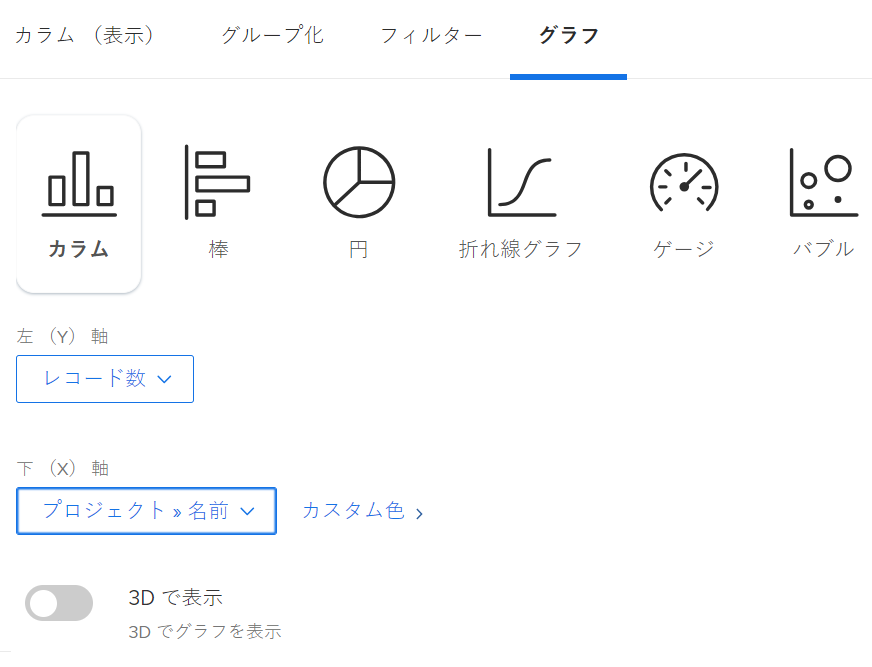 カラム （表示） グループ化 フィルター グラフ
カラム 棒 円 折れ線グラフ ゲージ バブル
左 （Y） 軸
レコード数
下 （X） 軸
プロジェクト » 名前 カスタム色
3D で表示
3D でグラフを表示